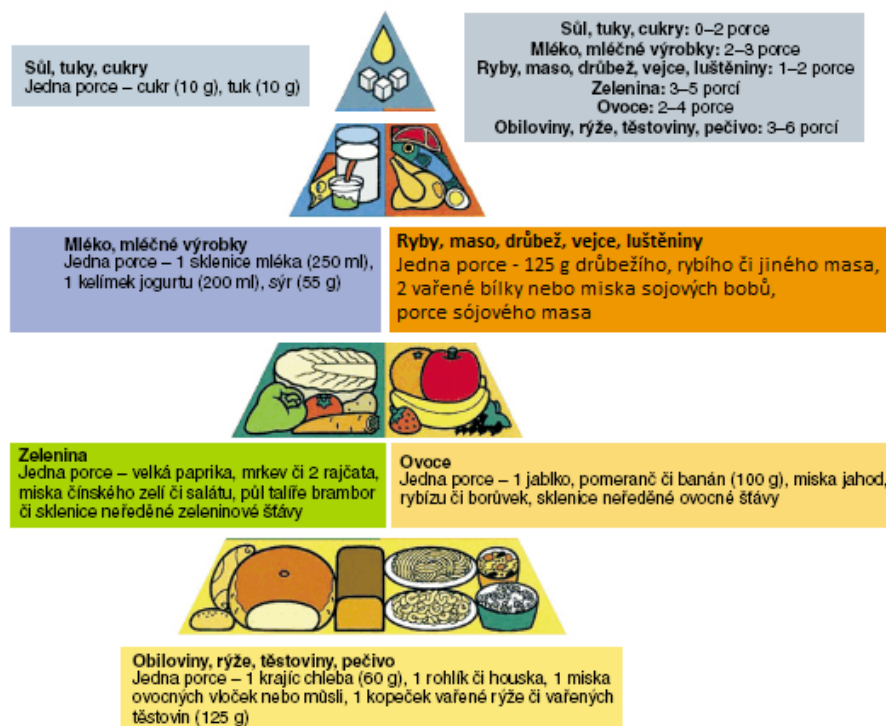 Sůl, tuky, cukry
Jedna porce – cukr (10 g), tuk (10 g)
Sůl, tuky, cukry: 0–2 porce
Mléko, mléčné výrobky: 2–3 porce
Ryby, maso, drůbež, vejce, luštěniny: 1–2 porce
Zelenina: 3–5 porcí
Ovoce: 2–4 porce
Obiloviny, rýže, těstoviny, pečivo: 3–6 porcí
Mléko, mléčné výrobky
Jedna porce – 1 sklenice mléka (250 ml),
1 kelímek jogurtu (200 ml), sýr (55 g)
Ryby, maso, drůbež, vejce, luštěniny
Jedna porce - 125 g drůbežího, rybího či jiného masa,
2 vařené bílky nebo miska sojových bobů,
porce sójového masa
Zelenina
Jedna porce – velká paprika, mrkev či 2 rajčata,
miska čínského zelí či salátu, půl talíře brambor
či sklenice neředěné zeleninové šťávy
Ovoce
Jedna porce – 1 jablko, pomeranč či banán (100 g), miska jahod,
rybízu či borůvek, sklenice neředěné ovocné šťávy
Obiloviny, rýže, těstoviny, pečivo
Jedna porce – 1 krajíc chleba (60 g), 1 rohlík či houska, 1 miska
ovocných vloček nebo műsli, 1 kopeček vařené rýže či vařených
těstovin (125 g)